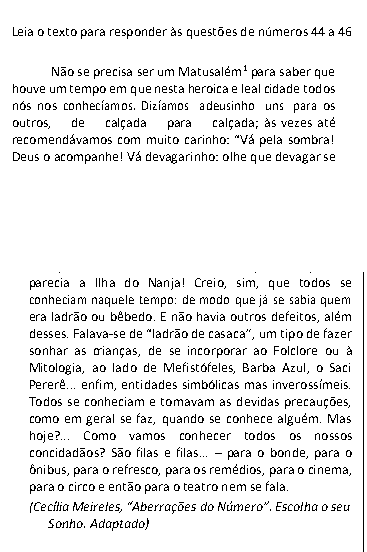 Leia o texto para responder às questões de números 44 a 46
Não se precisa ser um Matusalém¹ para saber que
houve um tempo em que nesta heroica e leal cidade todos
nós nos conhecíamos. Dizíamos adeusinho uns para os
outros, de calçada para calçada; às vezes até
recomendávamos com muito carinho: “Vá pela sombra!
Deus o acompanhe! Vá devagarinho: olhe que devagar se
parecia a Ilha do Nanja! Creio, sim, que todos se
conheciam naquele tempo: de modo que já se sabia quem
era ladrão ou bêbedo. E não havia outros defeitos, além
desses. Falava-se de “ladrão de casaca”, um tipo de fazer
sonhar as crianças, de se incorporar ao Folclore ou à
Mitologia, ao lado de Mefistófeles, Barba Azul, o Saci
Pererê... enfim, entidades simbólicas mas inverossímeis.
Todos se conheciam e tomavam as devidas precauções,
como em geral se faz, quando se conhece alguém. Mas
hoje?... Como vamos conhecer todos os nossos
concidadãos? São filas e filas... – para o bonde, para o
ônibus, para o refresco, para os remédios, para o cinema,
para o circo e então para o teatro nem se fala.
(Cecília Meireles, “Aberrações do Número”. Escolha o seu
Sonho. Adaptado)